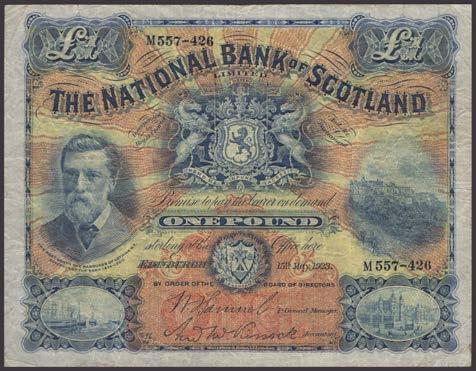 £1 £1
M557-426
THE NATIONAL BANK OF SCOTLAND
LIMITED
Promise to pay the bearer on demand
ONE POUND
sterling at their Office here
EDINBURGH 15th May, 1923.
M557-426
BY ORDER OF THE BOARD OF DIRECTORS
General Manager
Accountant